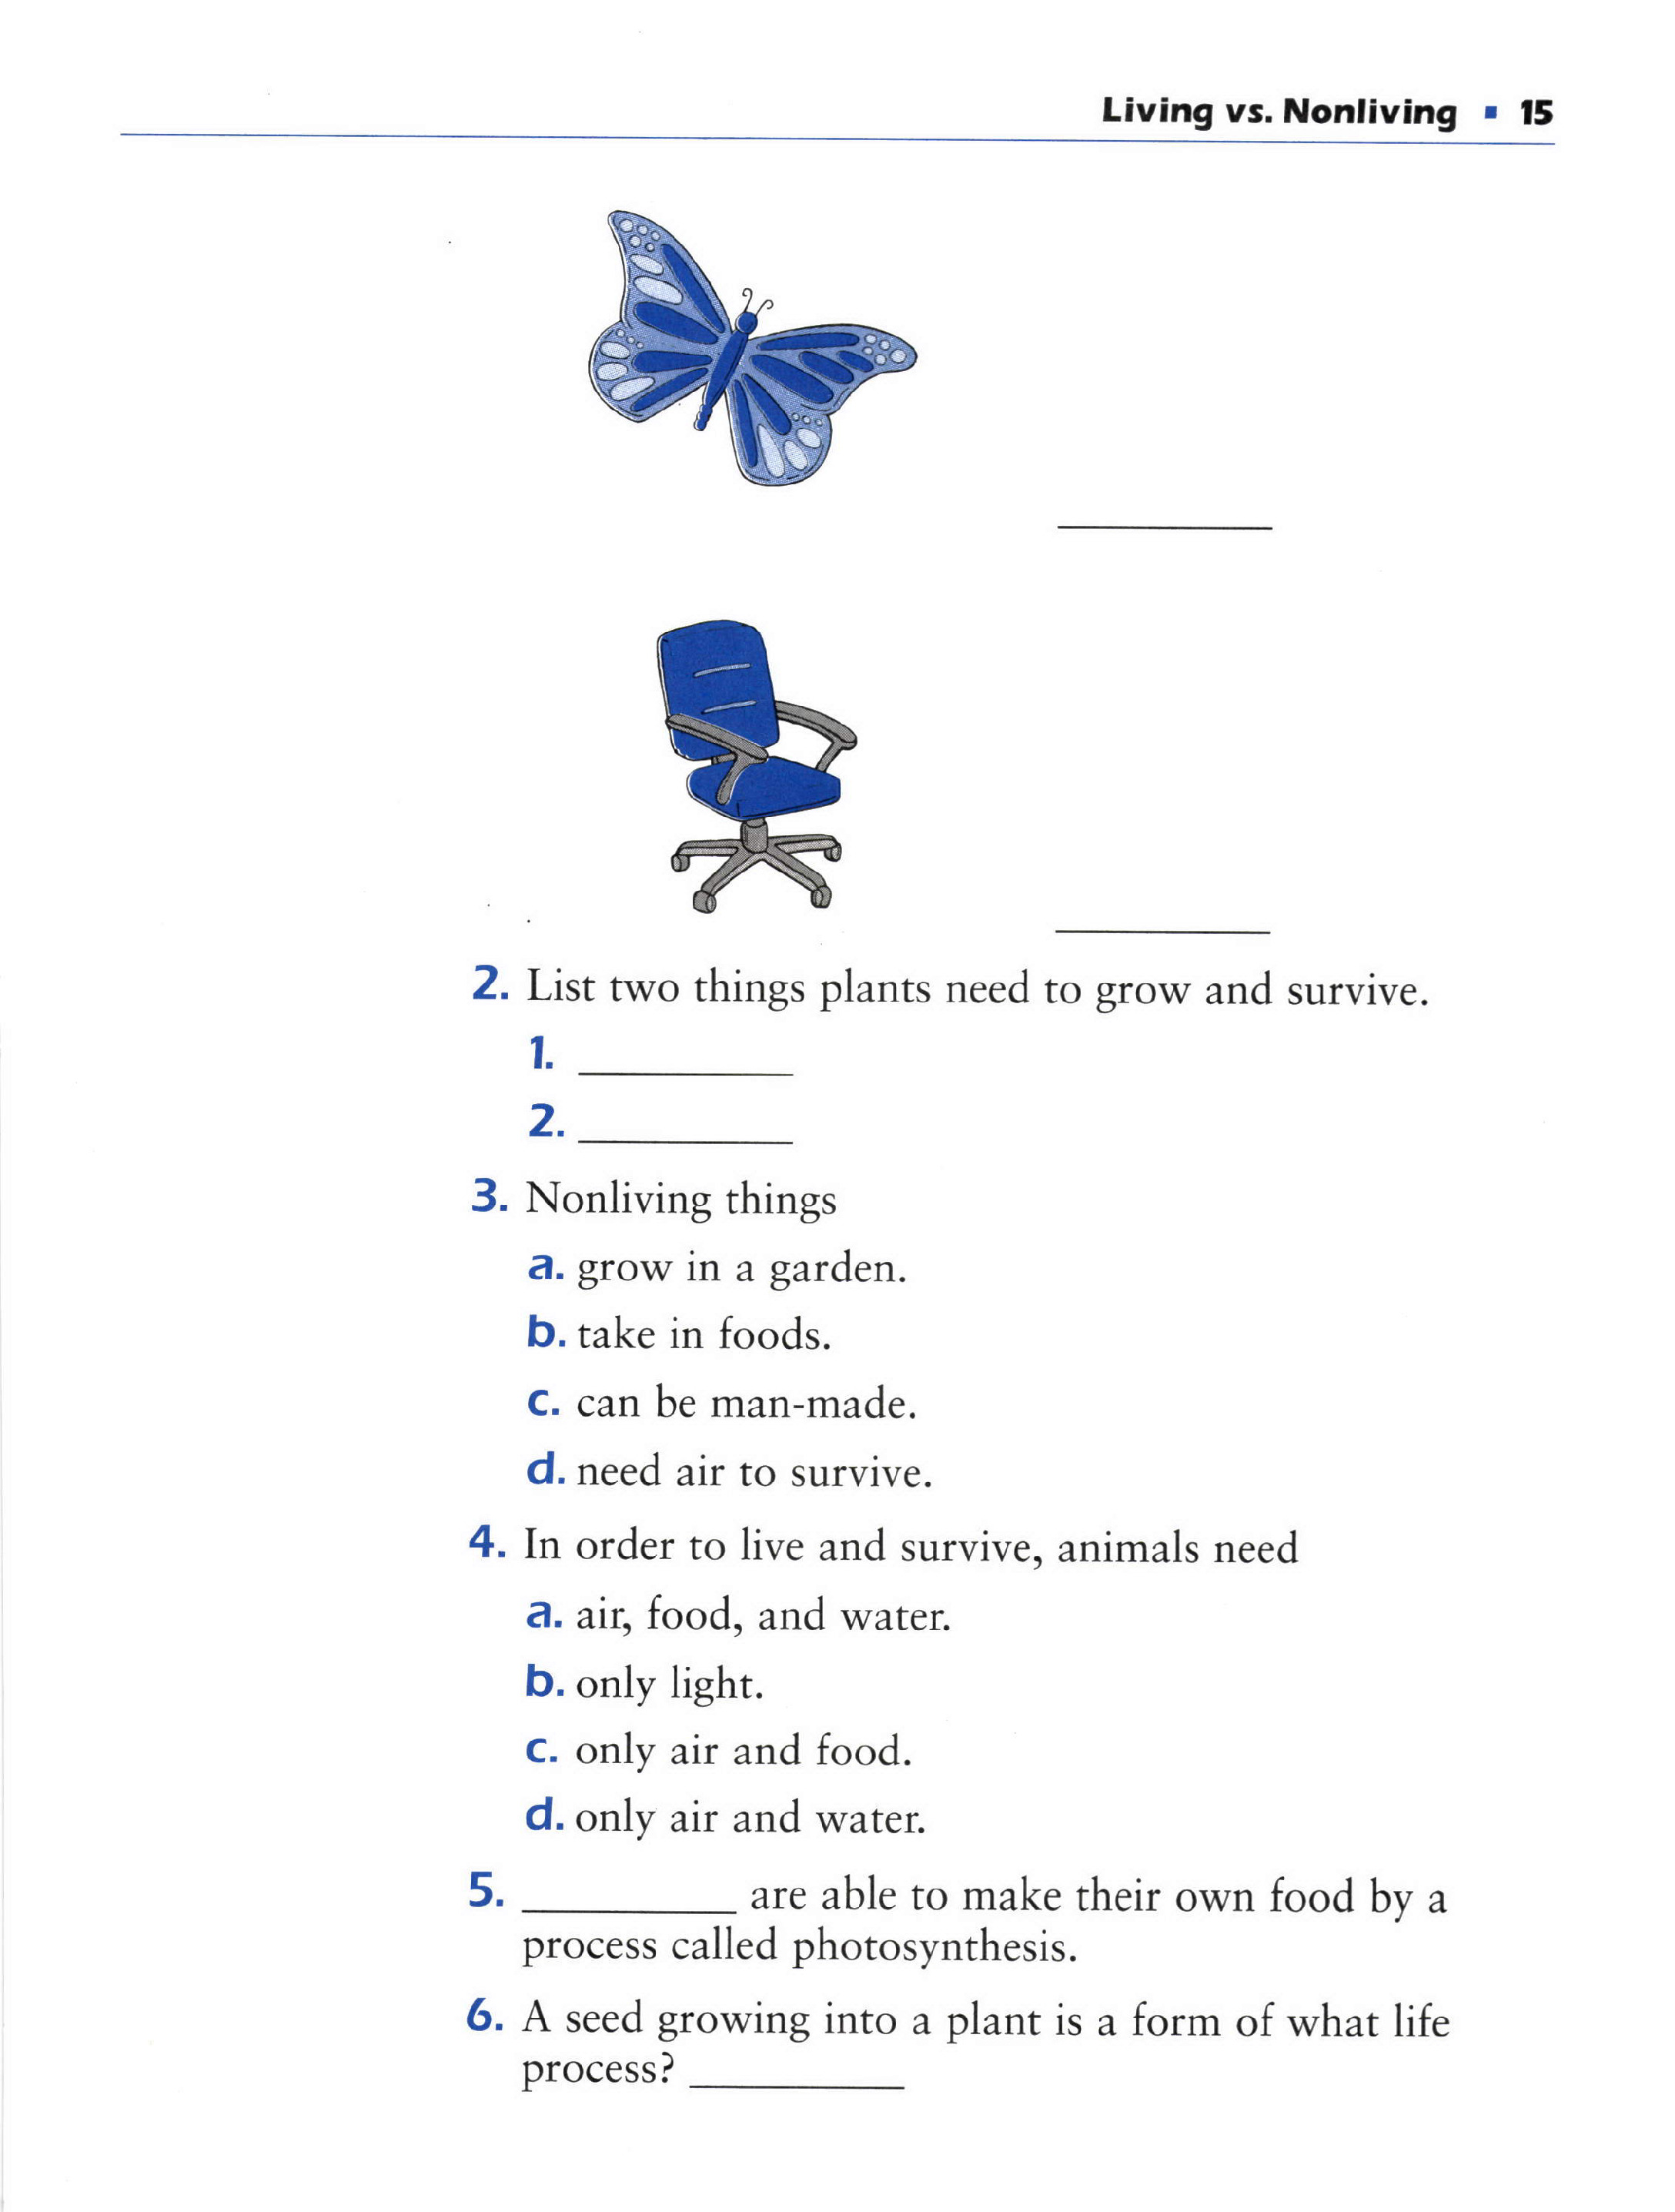 Living vs. Nonliving ▪ 15
__________
__________
2. List two things plants need to grow and survive.
1. __________
2. __________
3. Nonliving things
a. grow in a garden.
b. take in foods.
c. can be man-made.
d. need air to survive.
4. In order to live and survive, animals need
a. air, food, and water.
b. only light.
c. only air and food.
d. only air and water.
5. __________ are able to make their own food by a
process called photosynthesis.
6. A seed growing into a plant is a form of what life
process? __________